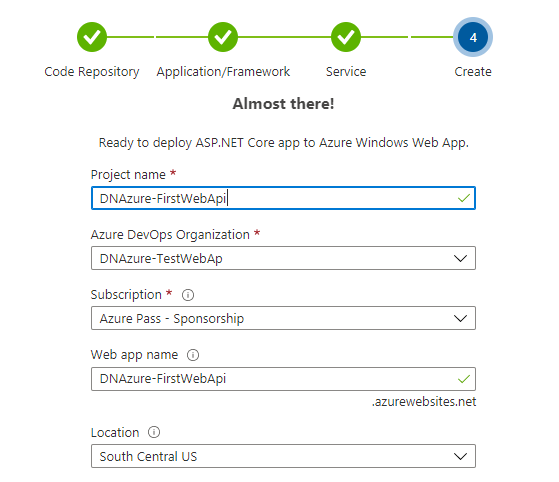 4
Code Repository Application/Framework Service Create
Almost there!
Ready to deploy ASP.NET Core app to Azure Windows Web App.
Project name *
DNAzure-FirstWebApi
Azure DevOps Organization *
DNAzure-TestWebAp
Subscription *
Azure Pass - Sponsorship
Web app name
DNAzure-FirstWebApi
.azurewebsites.net
Location
South Central US